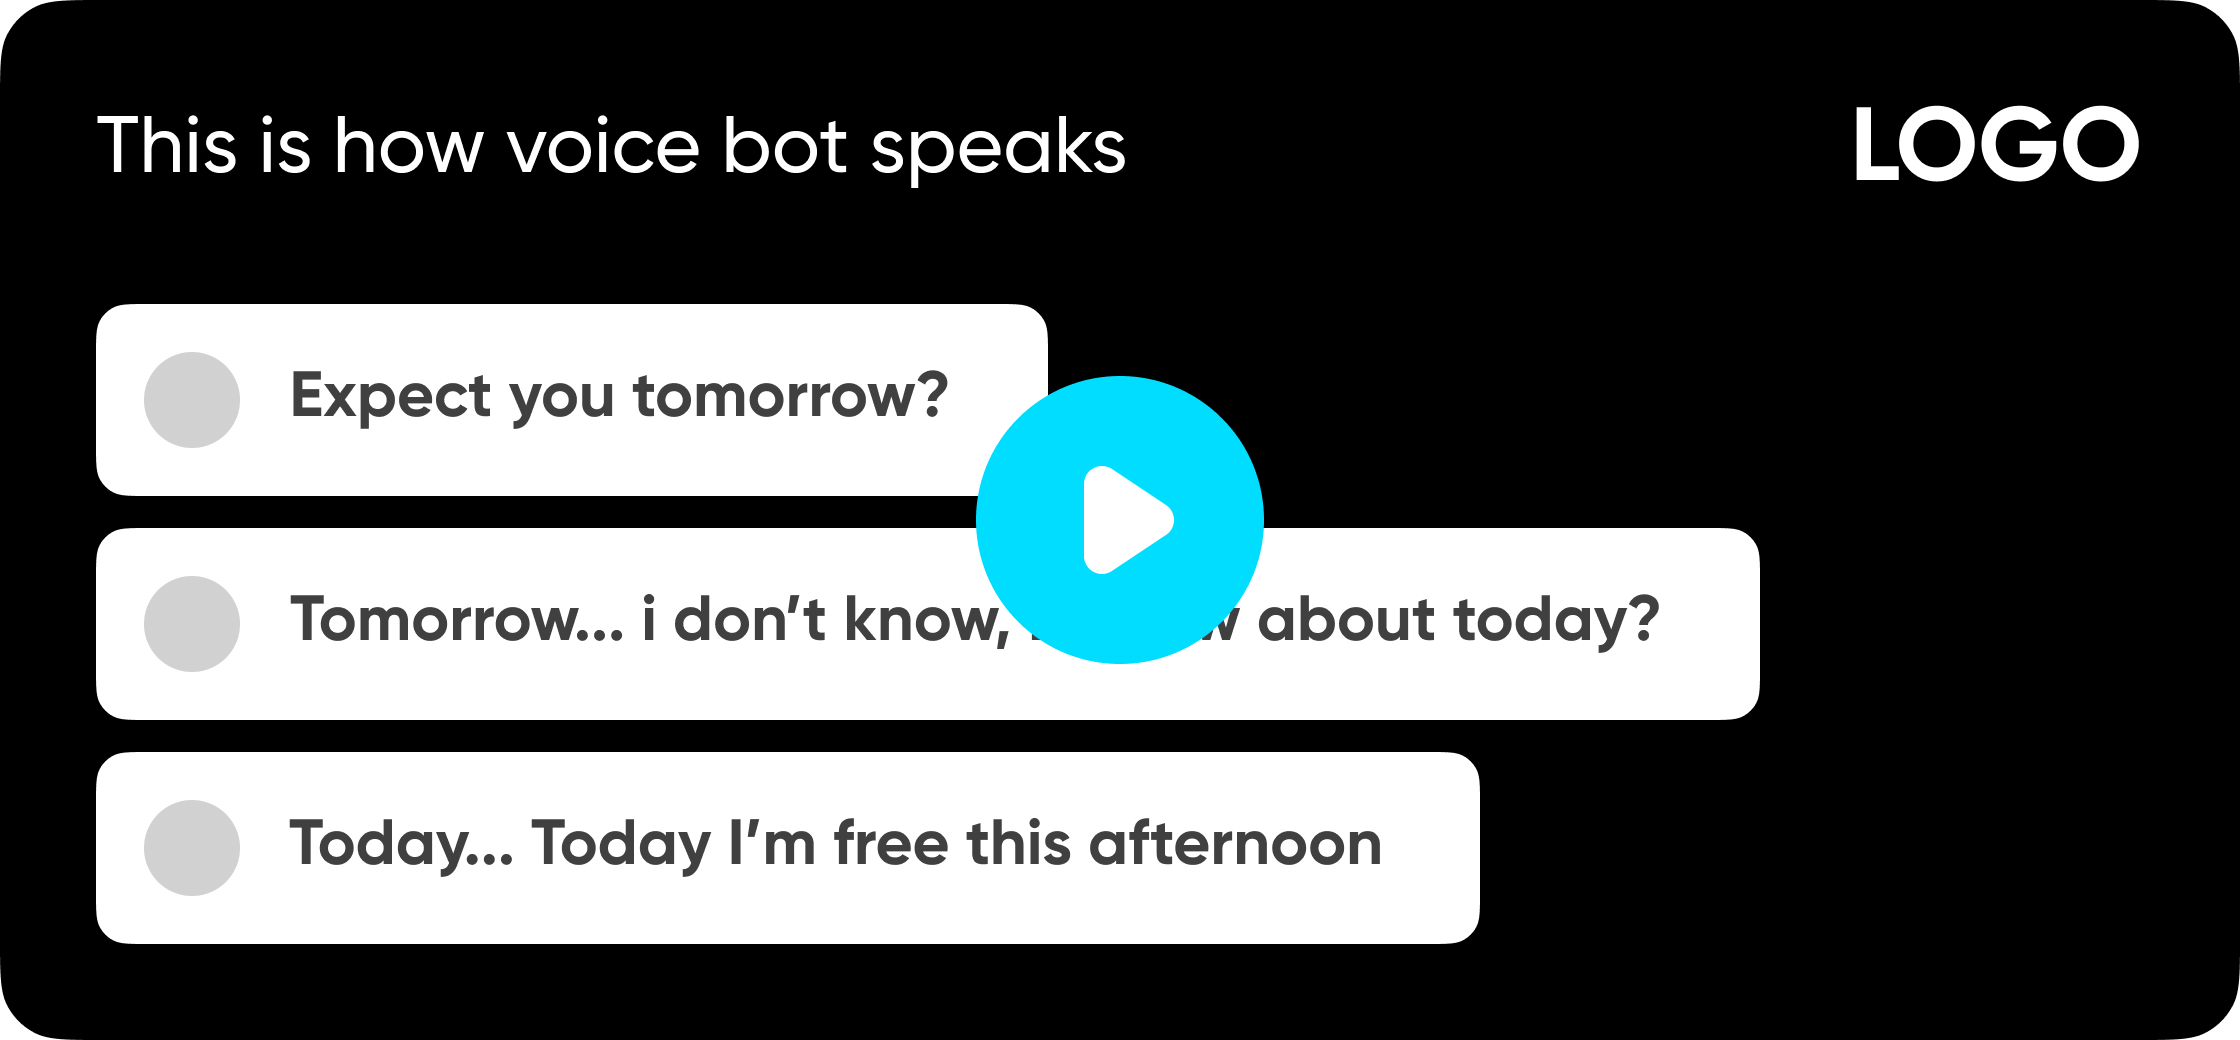 This is how voice bot speaks
LOGO
Expect you tomorrow?
Tomorrow... i don’t know, about today?
Today... Today I’m free this afternoon